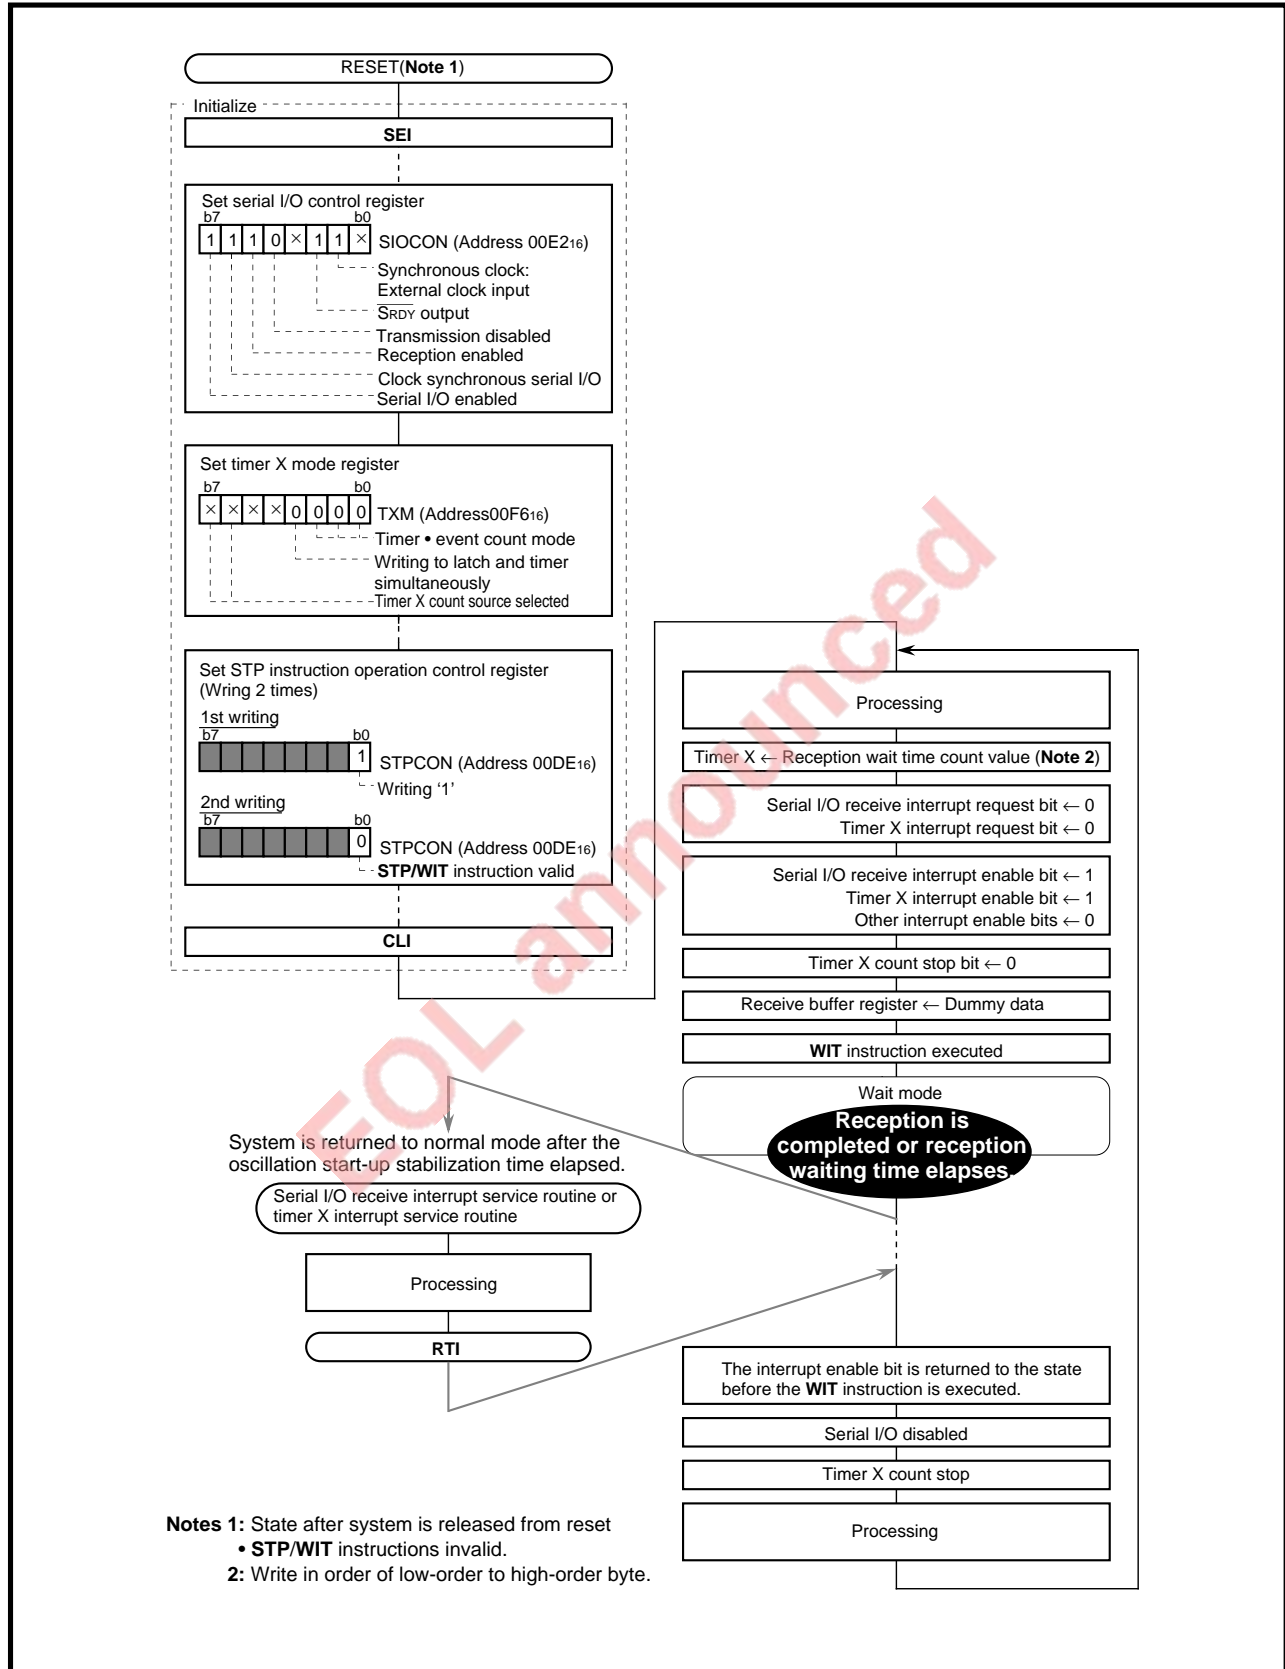 RESET(Note 1)
Initialize
SEI
Set serial I/O control register
b7 b0
1 1 1 0 × 1 1 × SIOCON (Address 00E216)
Synchronous clock:
External clock input
SRDY output
Transmission disabled
Reception enabled
Clock synchronous serial I/O
Serial I/O enabled
Set timer X mode register
b7 b0
× × × × 0 0 0 0 TXM (Address00F616)
Timer • event count mode
Writing to latch and timer
simultaneously
Timer X count source selected
Set STP instruction operation control register
(Wring 2 times)
1st writing
b7 b0
1 STPCON (Address 00DE16)
Writing ‘1’
2nd writing
b7 b0
0 STPCON (Address 00DE16)
STP/WIT instruction valid
CLI
Processing
Timer X ← Reception wait time count value (Note 2)
Serial I/O receive interrupt request bit ← 0
Timer X interrupt request bit ← 0
Serial I/O receive interrupt enable bit ← 1
Timer X interrupt enable bit ← 1
Other interrupt enable bits ← 0
Timer X count stop bit ← 0
Receive buffer register ← Dummy data
WIT instruction executed
Wait mode
Reception is
completed or reception
waiting time elapses.
System is returned to normal mode after the
oscillation start-up stabilization time elapsed.
Serial I/O receive interrupt service routine or
timer X interrupt service routine
Processing
RTI
The interrupt enable bit is returned to the state
before the WIT instruction is executed.
Serial I/O disabled
Timer X count stop
Processing
Notes 1: State after system is released from reset
• STP/WIT instructions invalid.
2: Write in order of low-order to high-order byte.
EOL announced